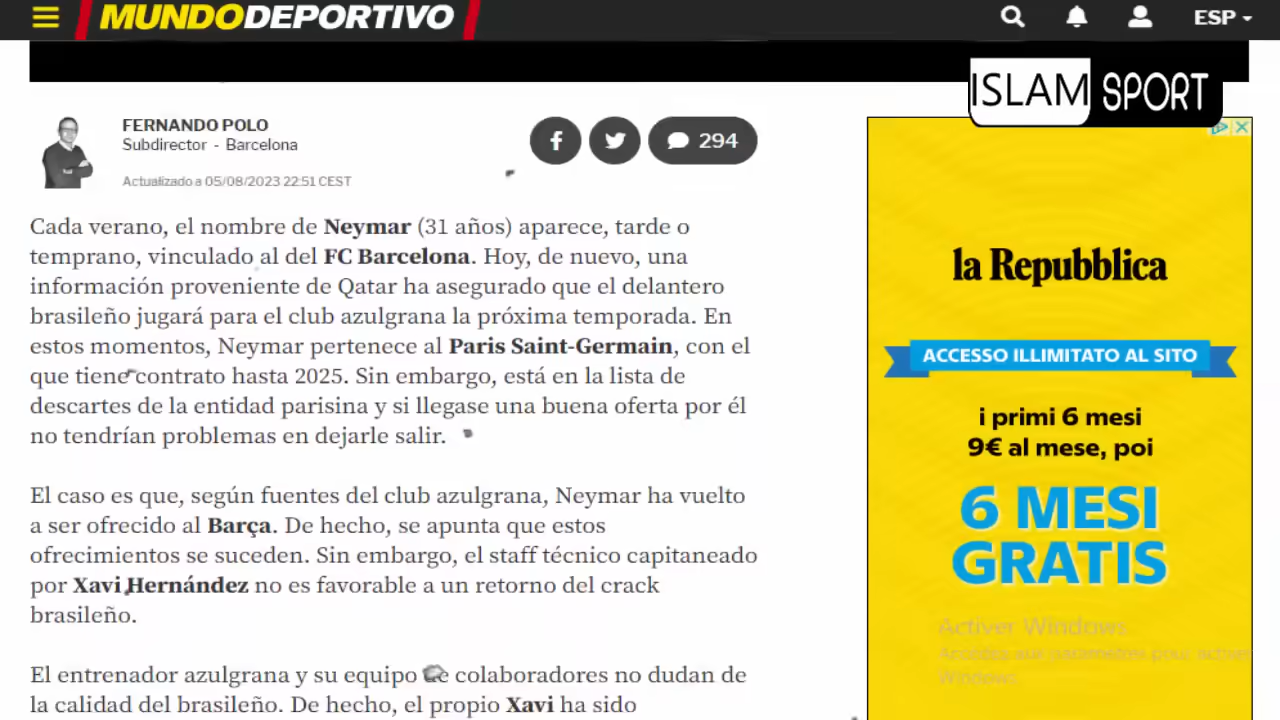 MUNDODEPORTIVO
ESP
ISLAM SPORT
FERNANDO POLO
Subdirector - Barcelona
294
Actualizado a 05/08/2023 22:51 CEST
Cada verano, el nombre de Neymar (31 años) aparece, tarde o
temprano, vinculado al del FC Barcelona. Hoy, de nuevo, una
información proveniente de Qatar ha asegurado que el delantero
brasileño jugará para el club azulgrana la próxima temporada. En
estos momentos, Neymar pertenece al Paris Saint-Germain, con el
que tiene contrato hasta 2025. Sin embargo, está en la lista de
descartes de la entidad parisina y si llegase una buena oferta por él
no tendrían problemas en dejarle salir.
El caso es que, según fuentes del club azulgrana, Neymar ha vuelto
a ser ofrecido al Barça. De hecho, se apunta que estos
ofrecimientos se suceden. Sin embargo, el staff técnico capitaneado
por Xavi Hernández no es favorable a un retorno del crack
brasileño.
El entrenador azulgrana y su equipo de colaboradores no dudan de
la calidad del brasileño. De hecho, el propio Xavi ha sido
la Repubblica
ACCESSO ILLIMITATO AL SITO
i primi 6 mesi
9€ al mese, poi
6 MESI
GRATIS
Activer Windows
Accédez aux paramètres pour activer
Windows.